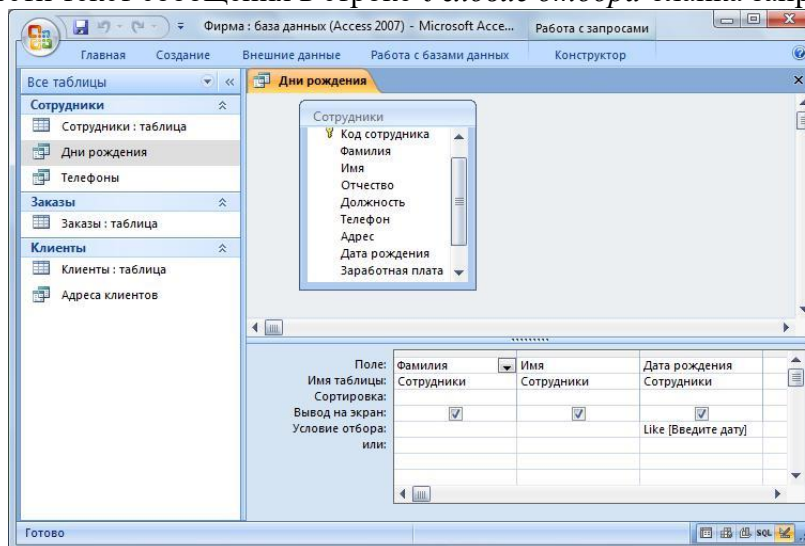 Фирма : база данных (Access 2007) - Microsoft Acce...
Работа с запросами
Главная Создание Внешние данные Работа с базами данных Конструктор
Все таблицы
Дни рождения
Сотрудники
Сотрудники : таблица
Дни рождения
Телефоны
Заказы
Заказы : таблица
Клиенты
Клиенты : таблица
Адреса клиентов
Сотрудники
Код сотрудника
Фамилия
Имя
Отчество
Должность
Телефон
Адрес
Дата рождения
Заработная плата
Поле: Фамилия Имя Дата рождения
Имя таблицы: Сотрудники Сотрудники Сотрудники
Сортировка:
Вывод на экран:
Условие отбора: Like [Введите дату]
или:
Готово
SQL